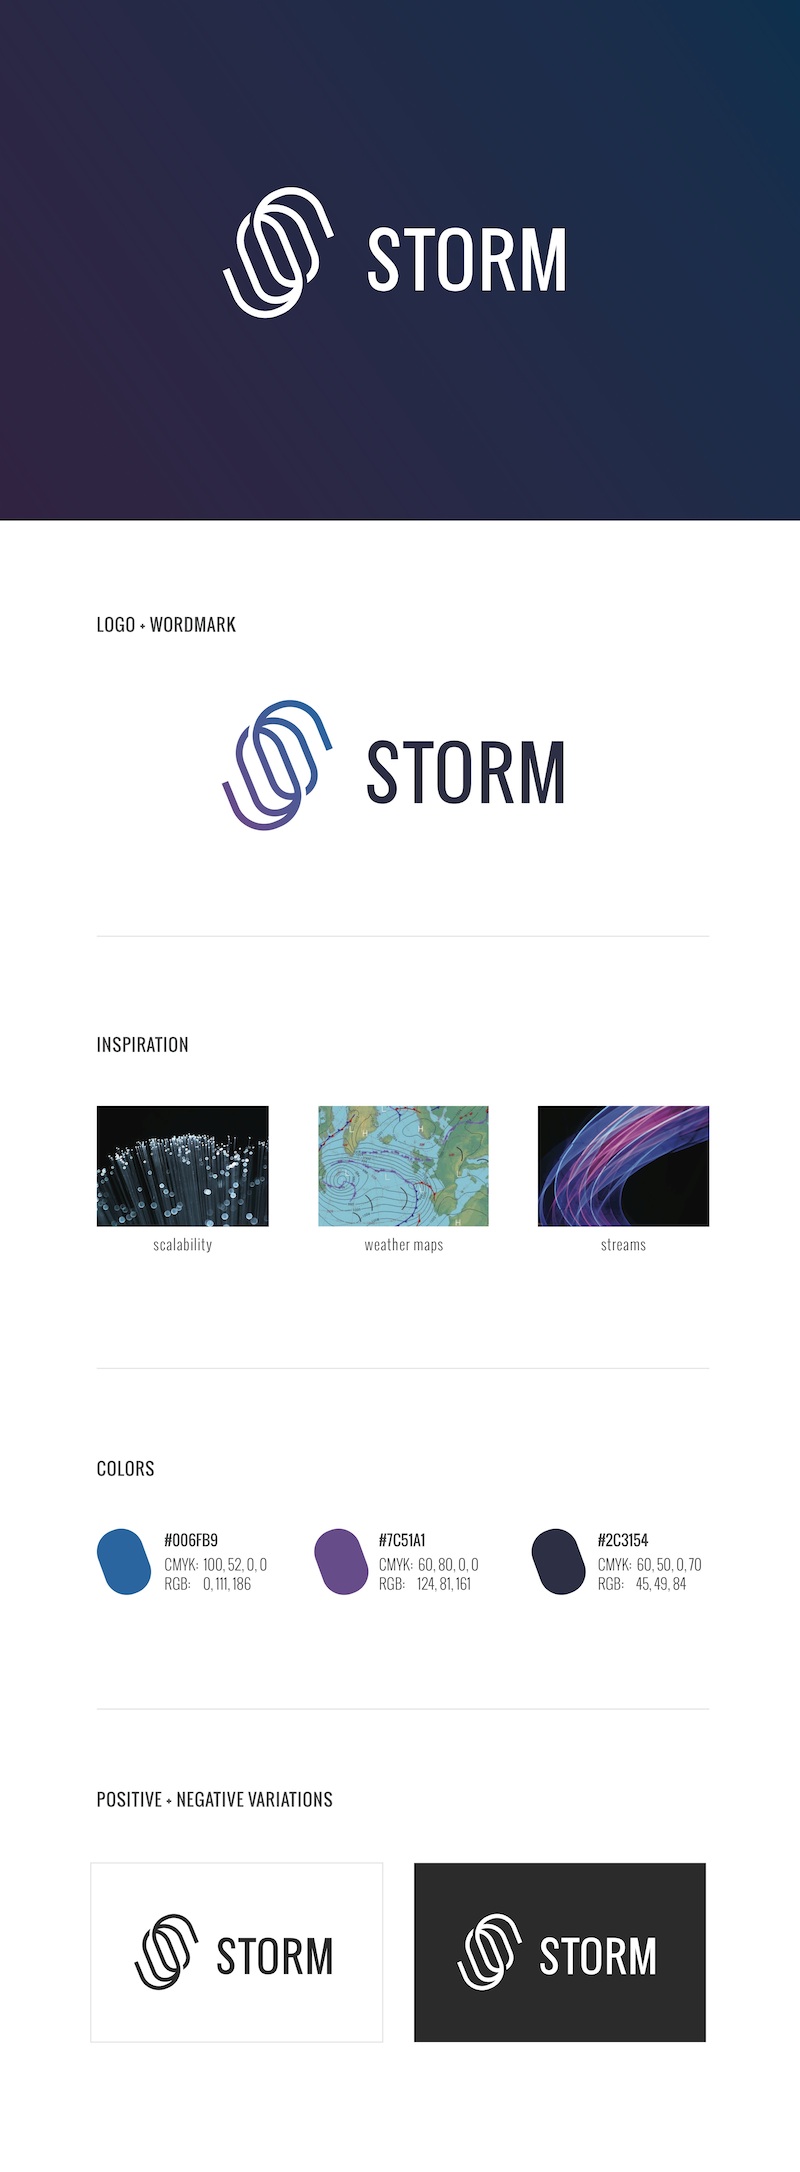 STORM
LOGO + WORDMARK
STORM
INSPIRATION
scalability
weather maps
streams
COLORS
#006FB9
CMYK: 100, 52, 0, 0
RGB: 0, 111, 186
#7C51A1
CMYK: 60, 80, 0, 0
RGB: 124, 81, 161
#2C3154
CMYK: 60, 50, 0, 70
RGB: 45, 49, 84
POSITIVE + NEGATIVE VARIATIONS
STORM
STORM